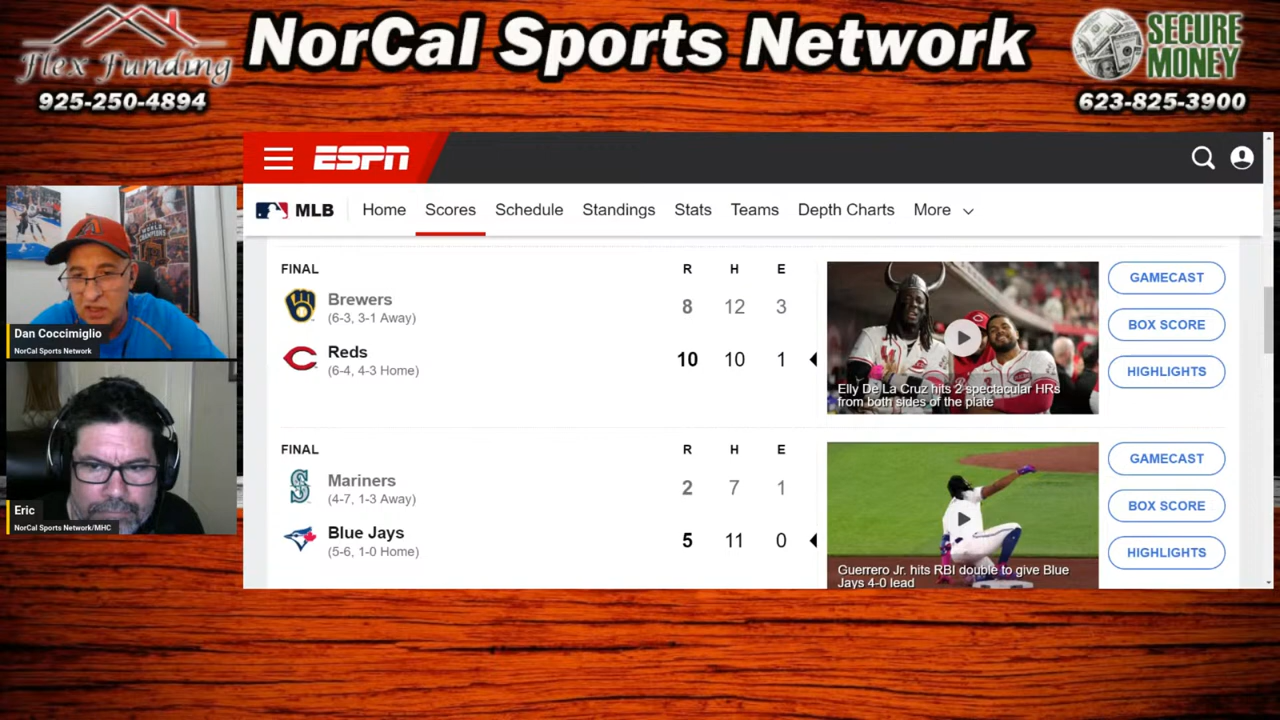 Flex Funding
925-250-4894
NorCal Sports Network
SECURE
MONEY
623-825-3900
ESPN
MLB
Home
Scores
Schedule
Standings
Stats
Teams
Depth Charts
More
Dan Coccimiglio
NorCal Sports Network
Eric
NorCal Sports Network/MHC
FINAL
R H E
Brewers
(6-3, 3-1 Away)
8 12 3
Reds
(6-4, 4-3 Home)
10 10 1
Elly De La Cruz hits 2 spectacular HRs
from both sides of the plate
GAMECAST
BOX SCORE
HIGHLIGHTS
FINAL
R H E
Mariners
(4-7, 1-3 Away)
2 7 1
Blue Jays
(5-6, 1-0 Home)
5 11 0
Guerrero Jr. hits RBI double to give Blue
Jays 4-0 lead
GAMECAST
BOX SCORE
HIGHLIGHTS